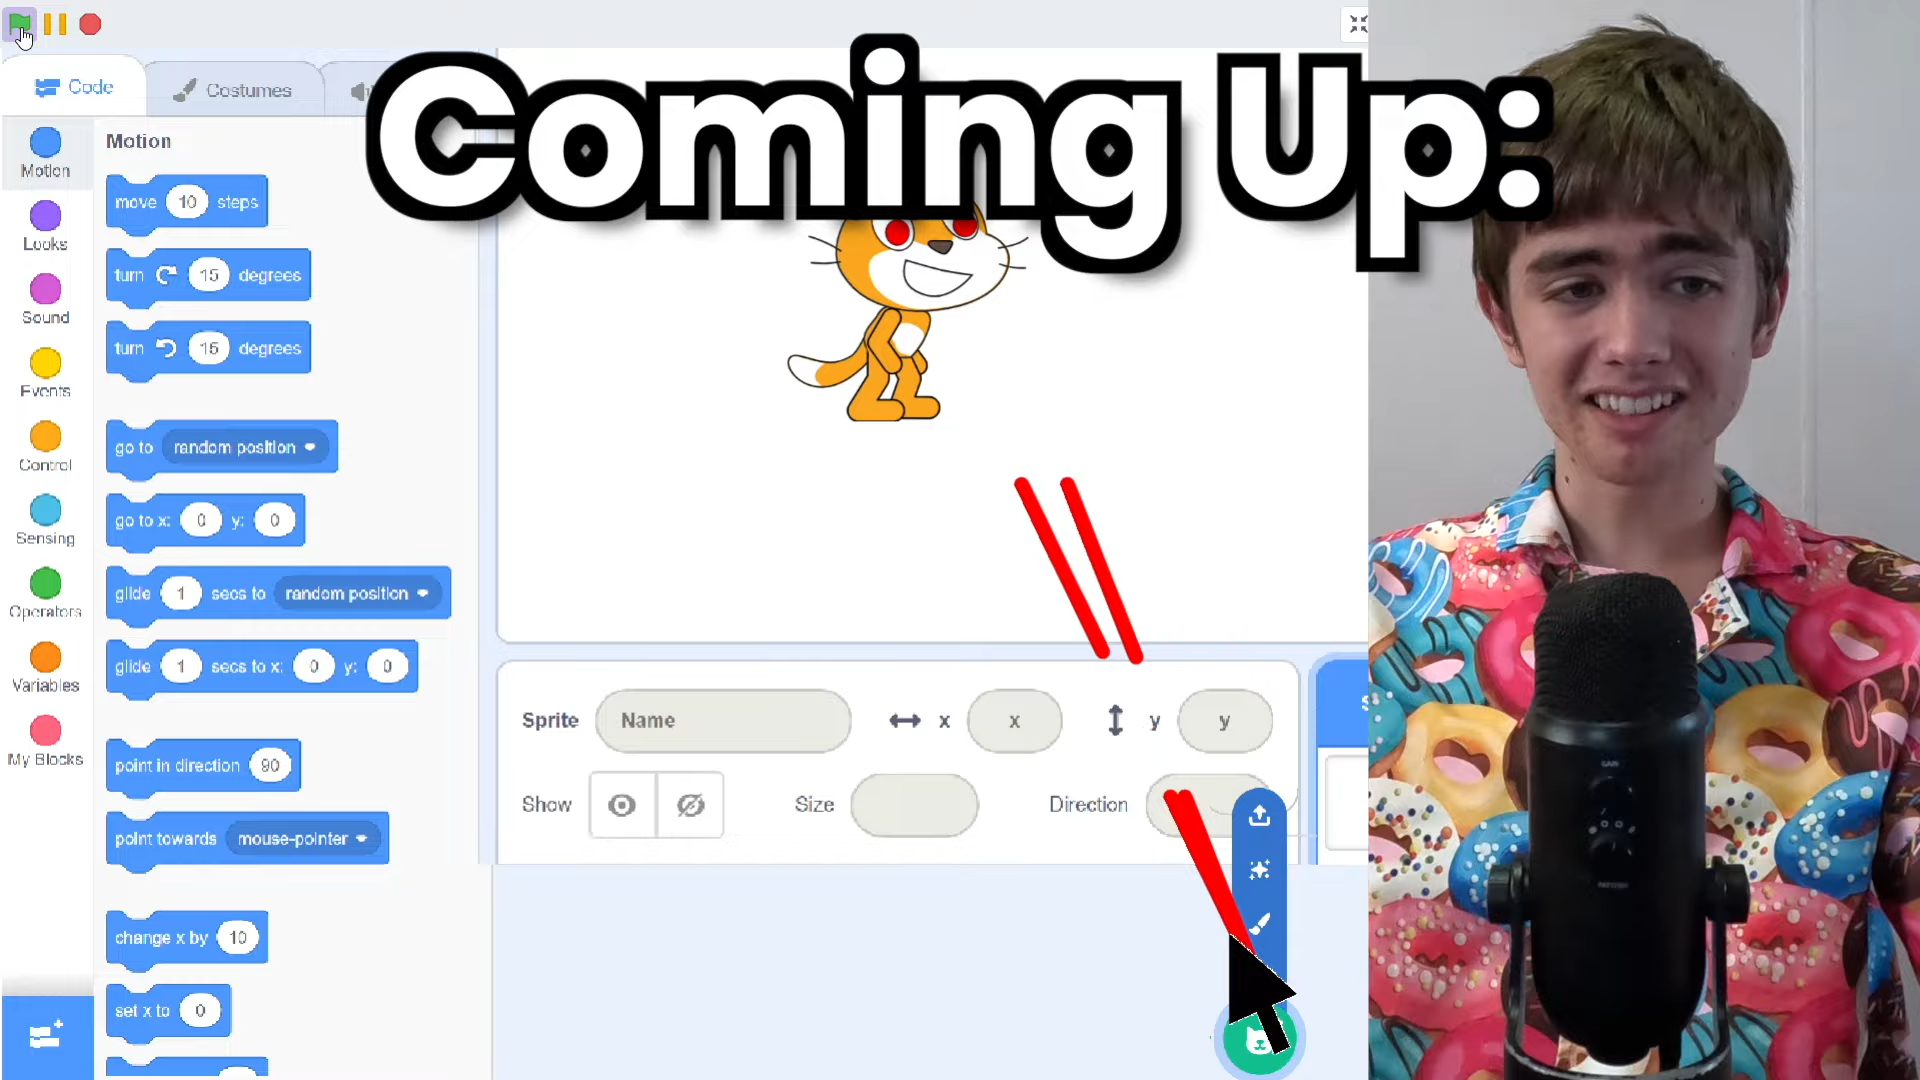 Coming Up:
Code
Costumes
Motion
Looks
Sound
Events
Control
Sensing
Operators
Variables
My Blocks
Motion
move 10 steps
turn 15 degrees
turn 15 degrees
go to random position
go to x: 0 y: 0
glide 1 secs to random position
glide 1 secs to x: 0 y: 0
point in direction 90
point towards mouse-pointer
change x by 10
set x to 0
Sprite Name x x y y
Show Size Direction
GAIN
PATTERN